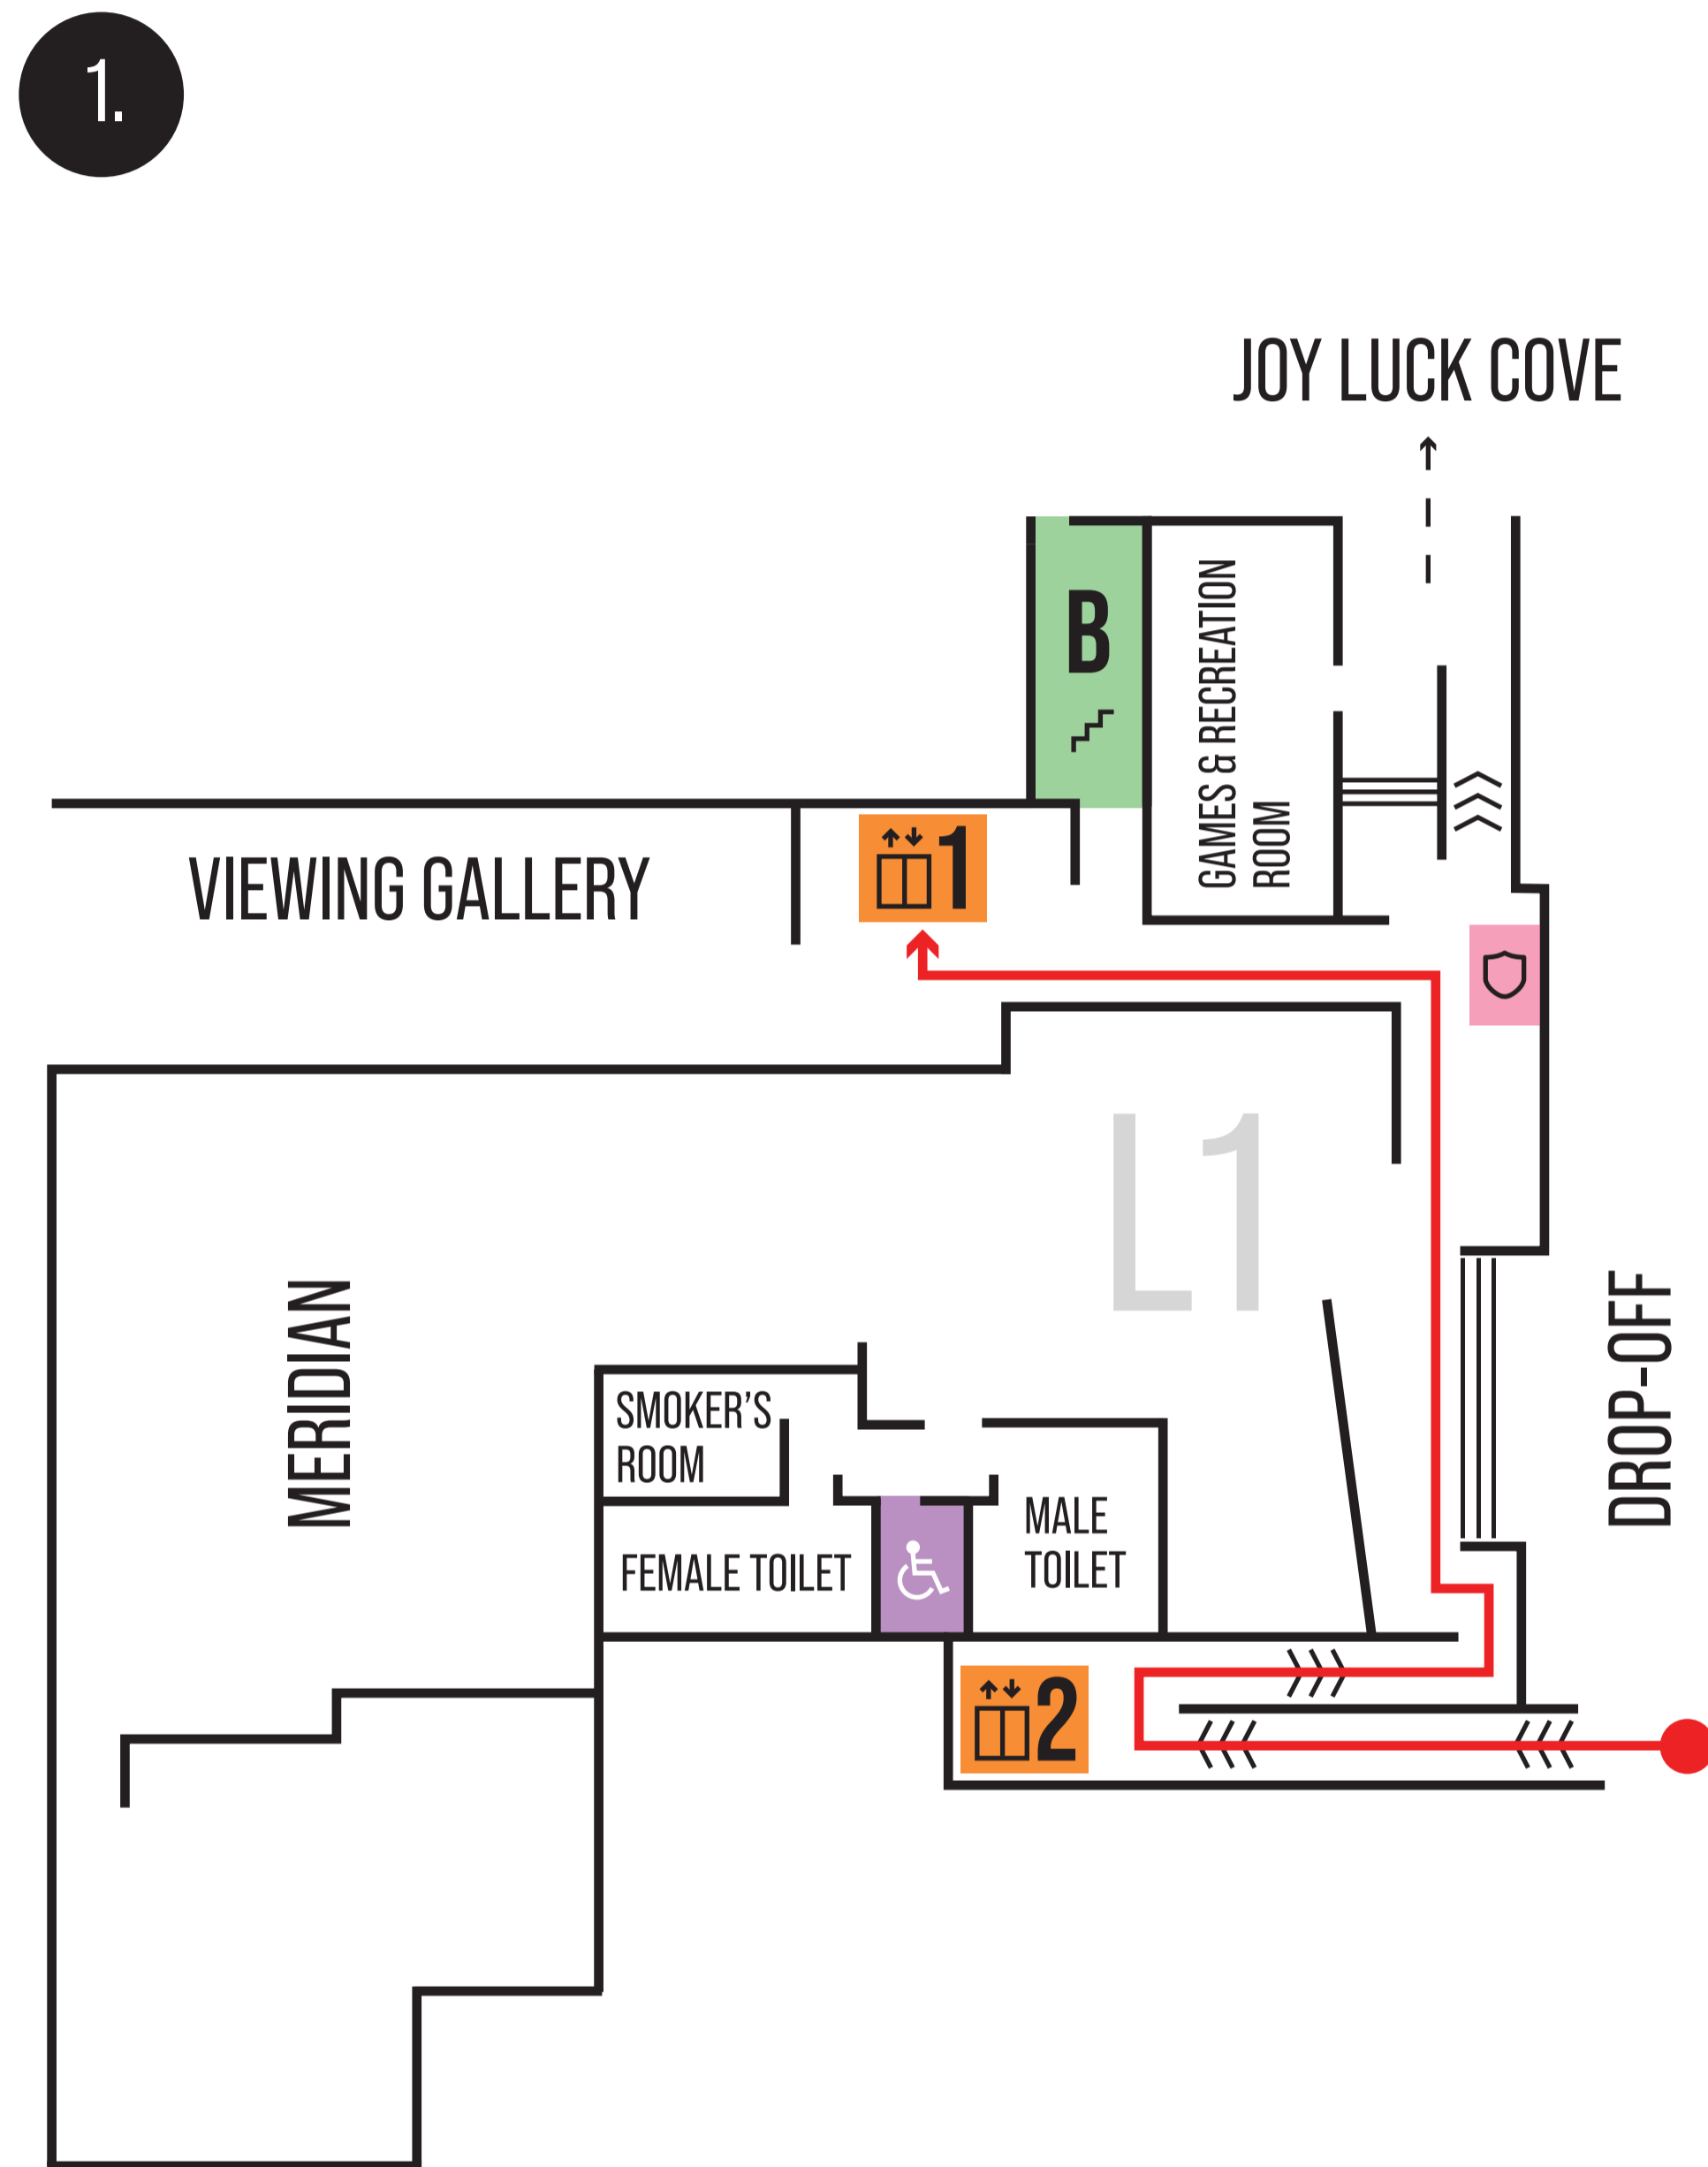 1.
JOY LUCK COVE
B
GAMES & RECREATION
ROOM
1
VIEWING GALLERY
L1
MERIDIAN
DROP-OFF
SMOKER'S
ROOM
FEMALE TOILET
MALE
TOILET
2